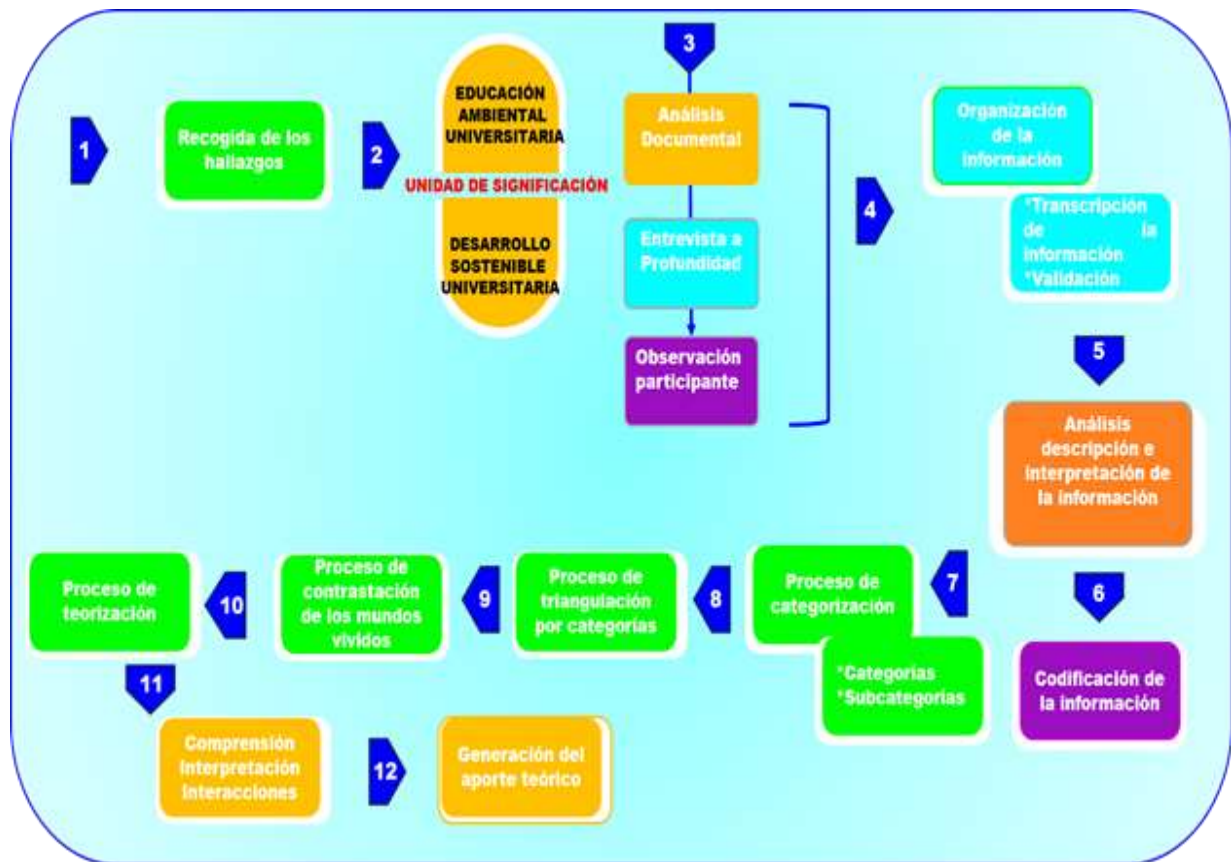 1
Recogida de los
hallazgos
2
EDUCACIÓN
AMBIENTAL
UNIVERSITARIA
UNIDAD DE SIGNIFICACIÓN
DESARROLLO
SOSTENIBLE
UNIVERSITARIA
3
Análisis
Documental
Entrevista a
Profundidad
Observación
participante
4
Organización
de la
información
*Transcripción
de la
información
*Validación
5
Análisis
descripción e
interpretación de
la información
6
Codificación de
la información
7
Proceso de
categorización
*Categorías
*Subcategorías
8
Proceso de
triangulación
por categorías
9
Proceso de
contrastación
de los mundos
vividos
10
Proceso de
teorización
11
Comprensión
Interpretación
Interacciones
12
Generación del
aporte teórico